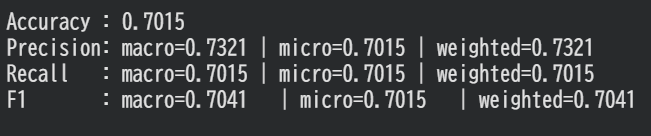 Accuracy : 0.7015
Precision: macro=0.7321 | micro=0.7015 | weighted=0.7321
Recall   : macro=0.7015 | micro=0.7015 | weighted=0.7015
F1       : macro=0.7041   | micro=0.7015   | weighted=0.7041